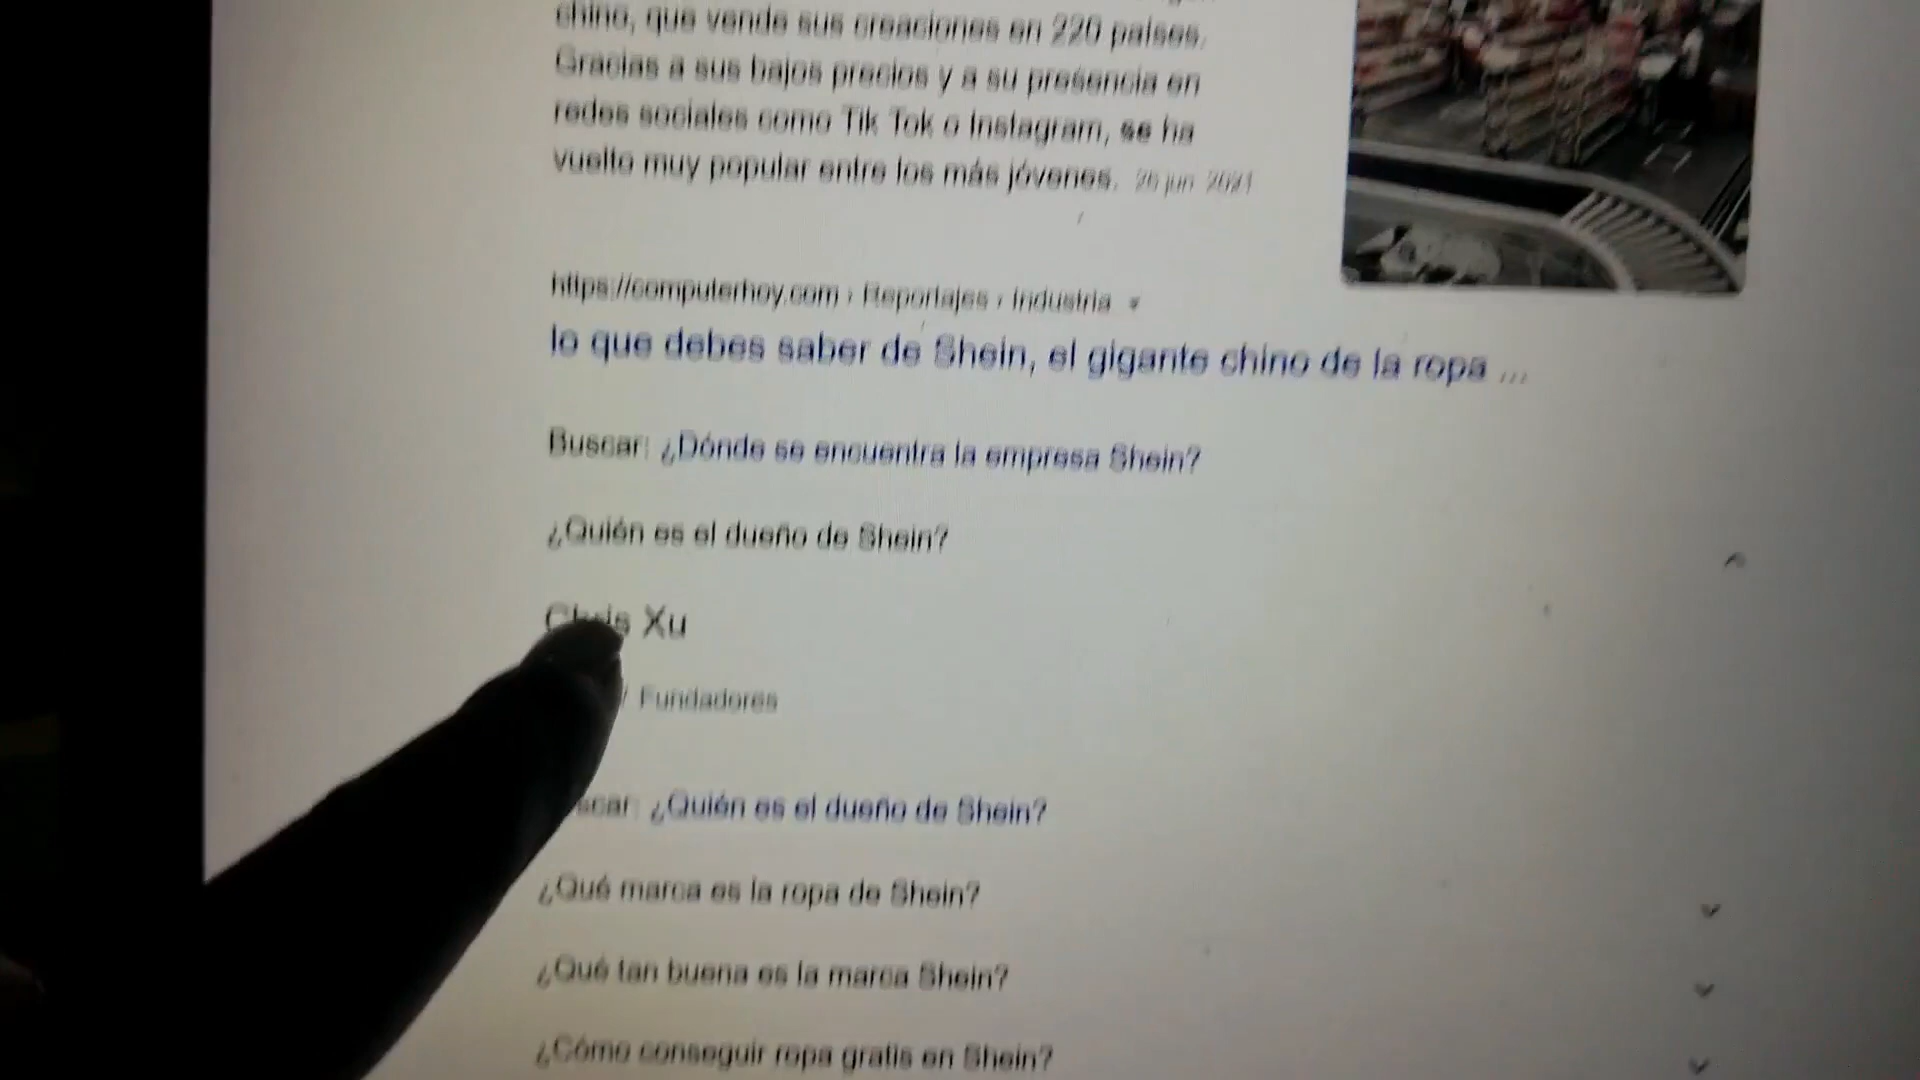 chino, que vende sus creaciones en 220 países.
Gracias a sus bajos precios y a su presencia en
redes sociales como Tik Tok o Instagram, se ha
vuelto muy popular entre los más jóvenes. 26 jun 2021
https://computerhoy.com › Reportajes › Industria
lo que debes saber de Shein, el gigante chino de la ropa ...
Buscar: ¿Dónde se encuentra la empresa Shein?
¿Quién es el dueño de Shein?
Chris Xu
/ Fundadores
scar: ¿Quién es el dueño de Shein?
¿Qué marca es la ropa de Shein?
¿Qué tan buena es la marca Shein?
¿Cómo conseguir ropa gratis en Shein?